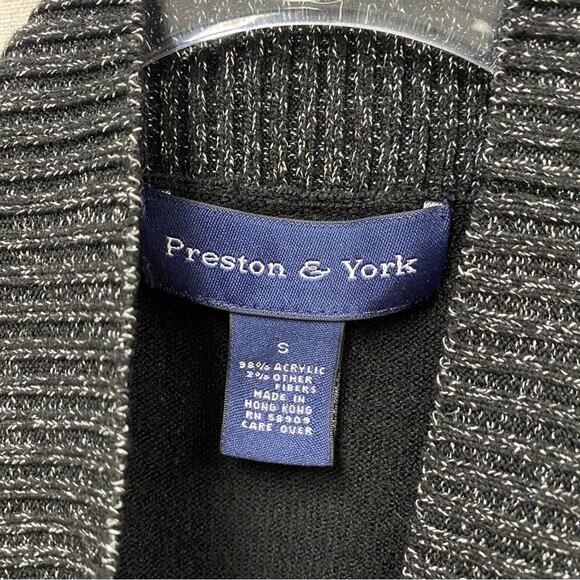 Preston & York
S
98% ACRYLIC
2% OTHER
FIBERS
MADE IN
HONG KONG
RN 58909
CARE OVER